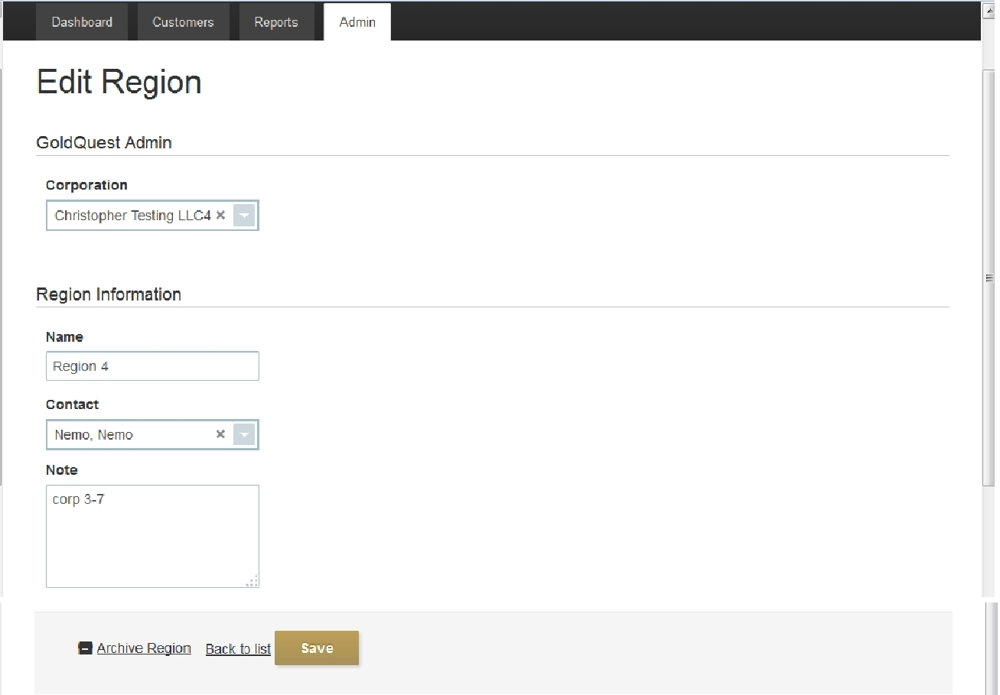 Dashboard Customers Reports Admin
Edit Region
GoldQuest Admin
Corporation
Christopher Testing LLC4
Region Information
Name
Region 4
Contact
Nemo, Nemo
Note
corp 3-7
Archive Region Back to list Save